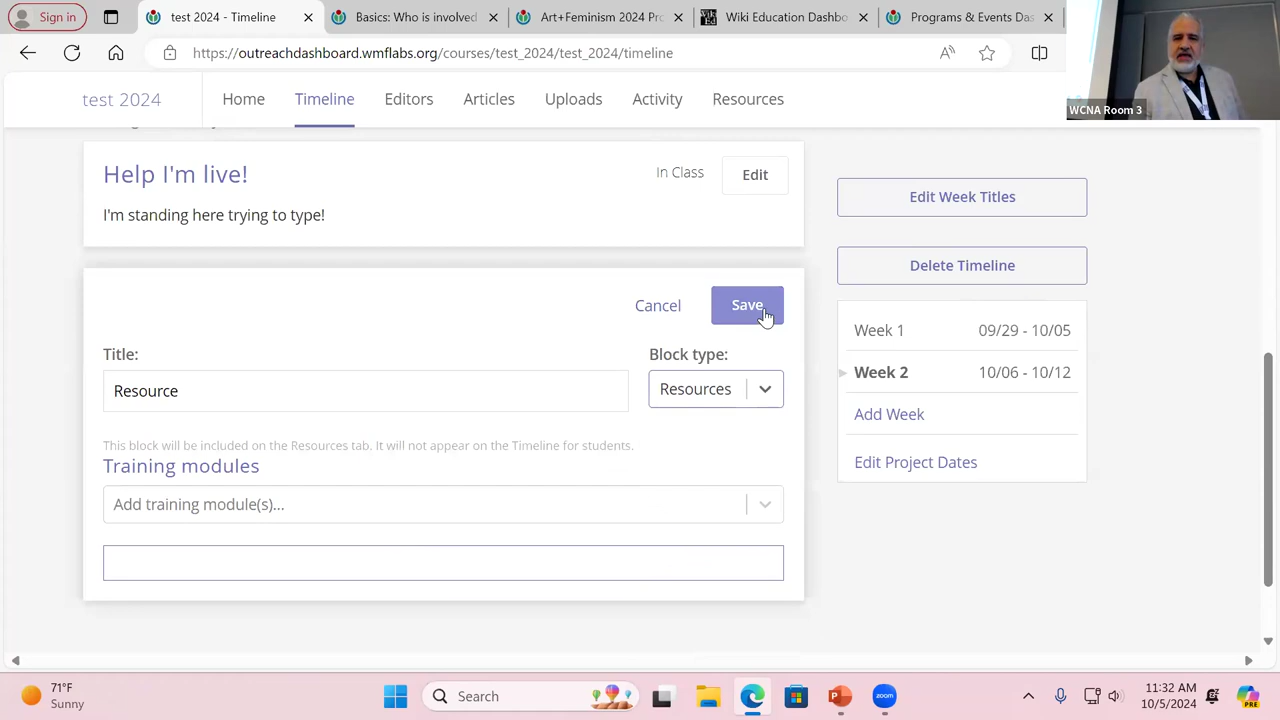 Sign in
test 2024 - Timeline
Basics: Who is involved
Art+Feminism 2024 Pro
Wiki Education Dashbo
Programs & Events Das
https://outreachdashboard.wmflabs.org/courses/test_2024/test_2024/timeline
WCNA Room 3
test 2024
Home
Timeline
Editors
Articles
Uploads
Activity
Resources
Help I'm live!
In Class
Edit
I'm standing here trying to type!
Cancel
Save
Title:
Block type:
Resource
Resources
This block will be included on the Resources tab. It will not appear on the Timeline for students.
Training modules
Add training module(s)...
Edit Week Titles
Delete Timeline
Week 1 09/29 - 10/05
Week 2 10/06 - 10/12
Add Week
Edit Project Dates
71°F
Sunny
Search
zoom
11:32 AM
10/5/2024
PRE